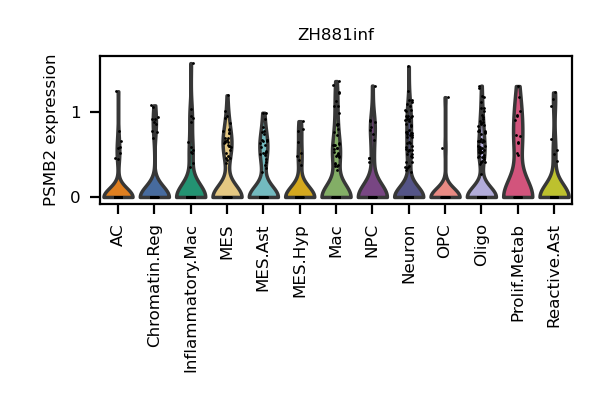 ZH881inf
PSMB2 expression
1
0
AC
Chromatin.Reg
Inflammatory.Mac
MES
MES.Ast
MES.Hyp
Mac
NPC
Neuron
OPC
Oligo
Prolif.Metab
Reactive.Ast